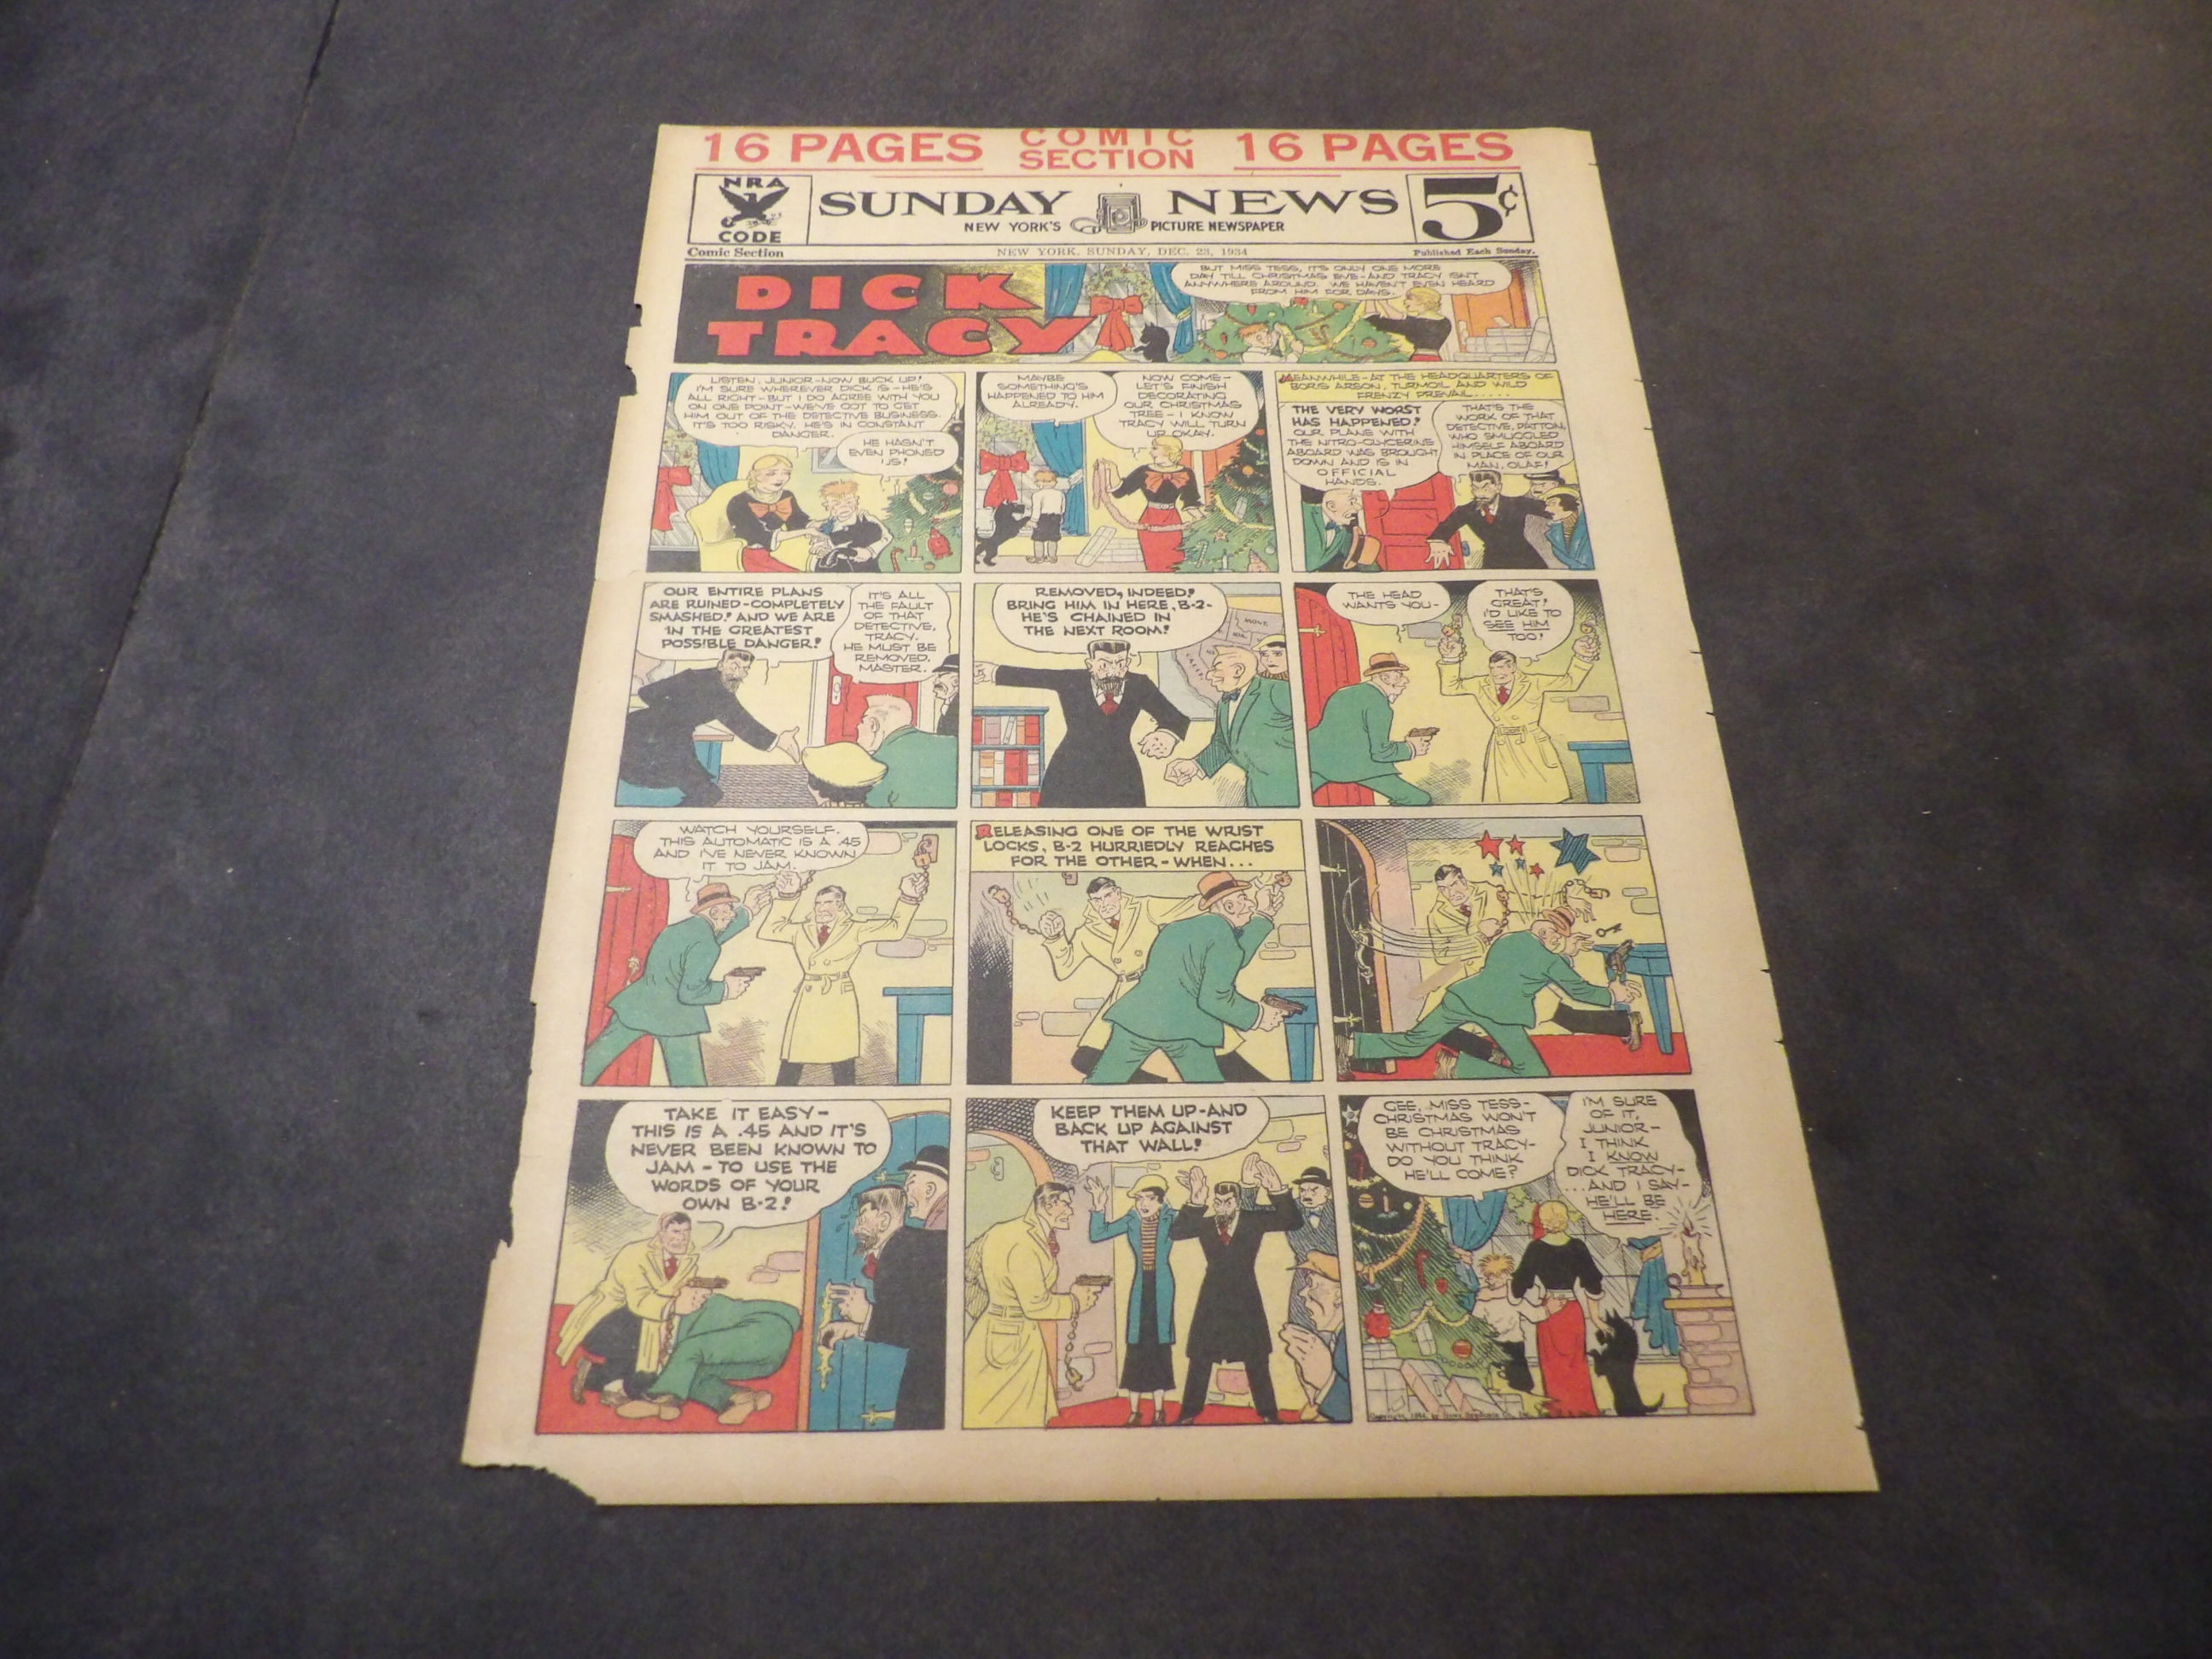 16 PAGES COMIC SECTION 16 PAGES
NRA
CODE
SUNDAY NEWS
NEW YORK'S PICTURE NEWSPAPER
5¢
Comic Section
NEW YORK, SUNDAY, DEC. 23, 1934
Published Each Sunday.
DICK
TRACY
BUT MISS TESS, IT'S ONLY ONE MORE
DAY TILL CHRISTMAS EVE-AND TRACY ISN'T
ANYWHERE AROUND. WE HAVEN'T EVEN HEARD
FROM HIM FOR DAYS.
LISTEN, JUNIOR-NOW BUCK UP!
I'M SURE WHEREVER DICK IS-HE'S
ALL RIGHT-BUT I DO AGREE WITH YOU
ON ONE POINT-WE'VE GOT TO GET
HIM OUT OF THE DETECTIVE BUSINESS.
IT'S TOO RISKY. HE'S IN CONSTANT
DANGER.
HE HASN'T
EVEN PHONED
US!
MAYBE
SOMETHING'S
HAPPENED TO HIM
ALREADY.
NOW COME-
LET'S FINISH
DECORATING
OUR CHRISTMAS
TREE-I KNOW
TRACY WILL TURN
UP OKAY.
MEANWHILE-AT THE HEADQUARTERS OF
BORIS ARSON, TURMOIL AND WILD
FRENZY PREVAIL.....
THE VERY WORST
HAS HAPPENED!
OUR PLANE WITH
THE NITRO-GLYCERINE
ABOARD WAS BROUGHT
DOWN AND IS IN
OFFICIAL
HANDS.
THAT'S THE
WORK OF THAT
DETECTIVE, PATTON,
WHO SMUGGLED
HIMSELF ABOARD
IN PLACE OF OUR
MAN, OLAF!
OUR ENTIRE PLANS
ARE RUINED-COMPLETELY
SMASHED! AND WE ARE
IN THE GREATEST
POSSIBLE DANGER!
IT'S ALL
THE FAULT
OF THAT
DETECTIVE,
TRACY.
HE MUST BE
REMOVED,
MASTER.
REMOVED, INDEED!
BRING HIM IN HERE, B-2-
HE'S CHAINED IN
THE NEXT ROOM!
THE HEAD
WANTS YOU-
THAT'S
GREAT!
I'D LIKE TO
SEE HIM
TOO!
WATCH YOURSELF.
THIS AUTOMATIC IS A .45
AND I'VE NEVER KNOWN
IT TO JAM.
RELEASING ONE OF THE WRIST
LOCKS, B-2 HURRIEDLY REACHES
FOR THE OTHER-WHEN...
TAKE IT EASY-
THIS IS A .45 AND IT'S
NEVER BEEN KNOWN TO
JAM-TO USE THE
WORDS OF YOUR
OWN B-2!
KEEP THEM UP-AND
BACK UP AGAINST
THAT WALL!
GEE, MISS TESS-
CHRISTMAS WON'T
BE CHRISTMAS
WITHOUT TRACY-
DO YOU THINK
HE'LL COME?
I'M SURE
OF IT,
JUNIOR-
I THINK
I KNOW
DICK TRACY-
...AND I SAY-
HE'LL BE
HERE.